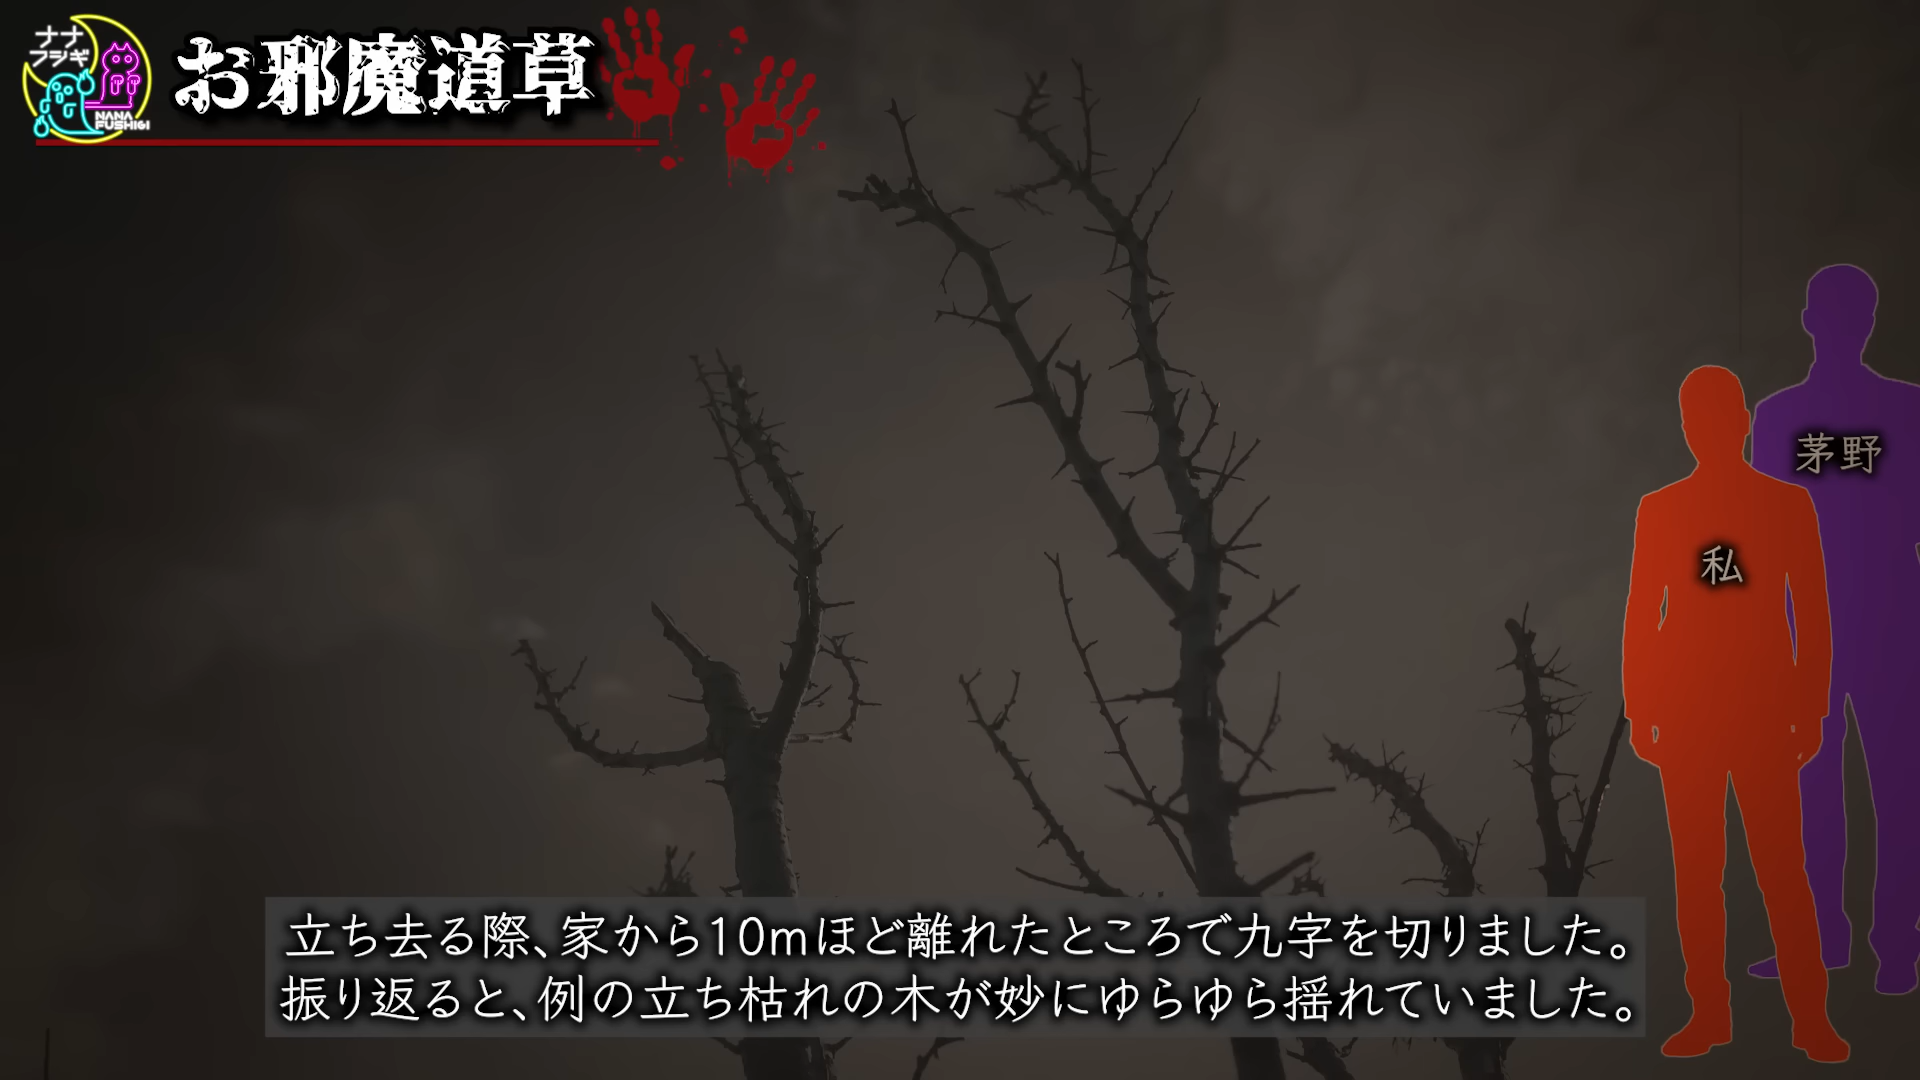 ナナ
フシギ
NANA
FUSHIGI
お邪魔道草
茅野
私
立ち去る際、家から10mほど離れたところで九字を切りました。
振り返ると、例の立ち枯れの木が妙にゆらゆら揺れていました。